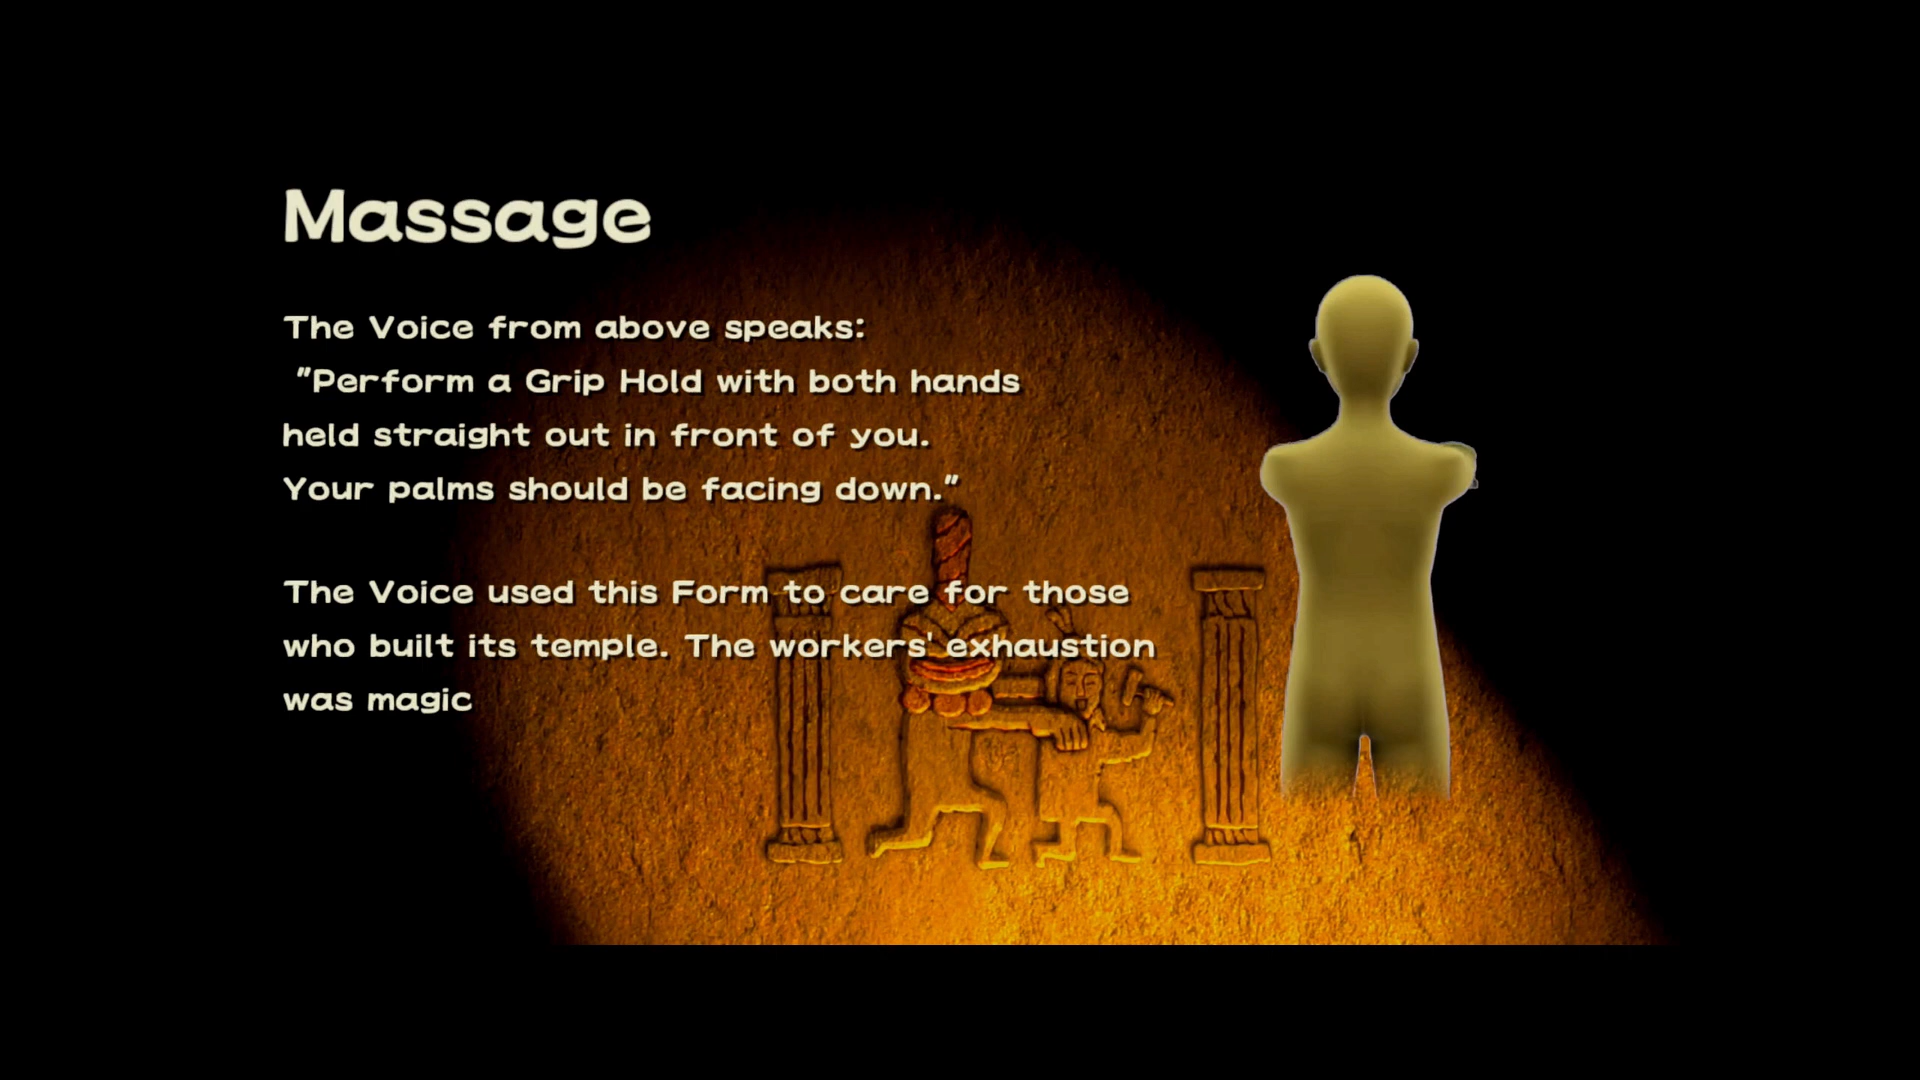 Massage
The Voice from above speaks:
"Perform a Grip Hold with both hands
held straight out in front of you.
Your palms should be facing down."
The Voice used this Form to care for those
who built its temple. The workers' exhaustion
was magic